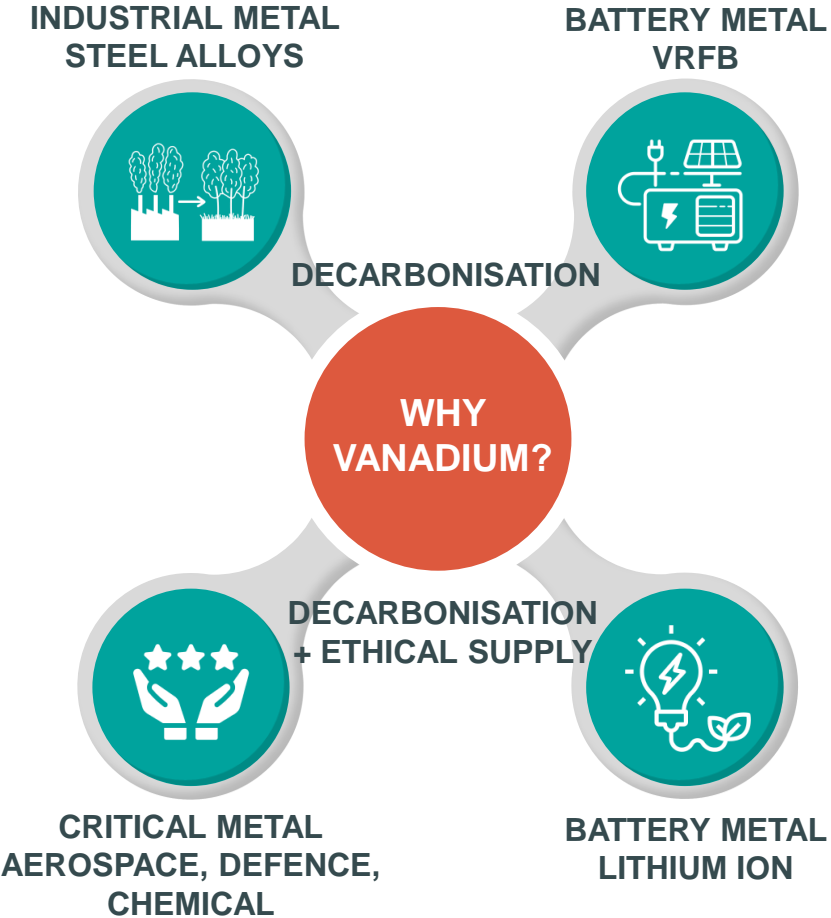 INDUSTRIAL METAL
STEEL ALLOYS
BATTERY METAL
VRFB
DECARBONISATION
WHY
VANADIUM?
DECARBONISATION
+ ETHICAL SUPPLY
CRITICAL METAL
AEROSPACE, DEFENCE,
CHEMICAL
BATTERY METAL
LITHIUM ION